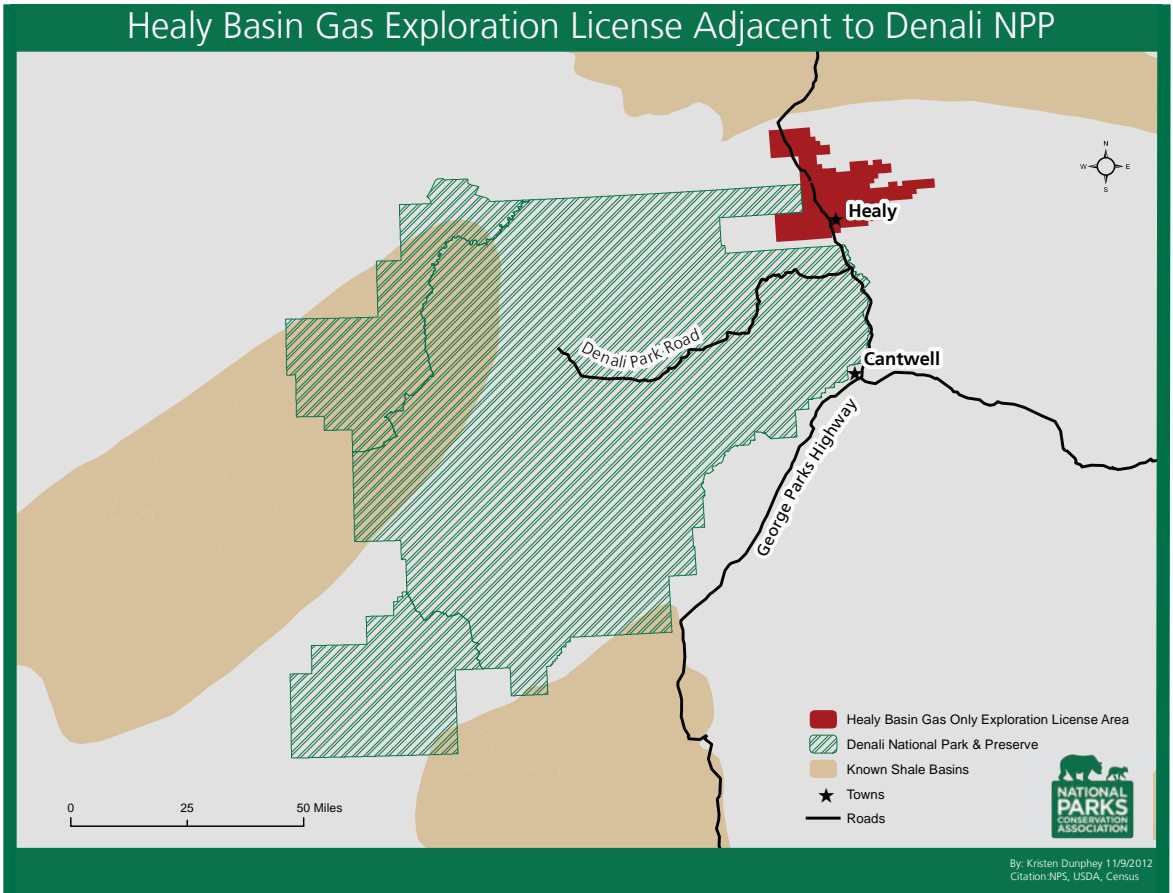 Healy Basin Gas Exploration License Adjacent to Denali NPP
N
W E
S
Healy
Denali Park Road
Cantwell
George Parks Highway
Healy Basin Gas Only Exploration License Area
Denali National Park & Preserve
Known Shale Basins
Towns
Roads
0 25 50 Miles
NATIONAL
PARKS
CONSERVATION
ASSOCIATION
By: Kristen Dunphey 11/9/2012
Citation:NPS, USDA, Census